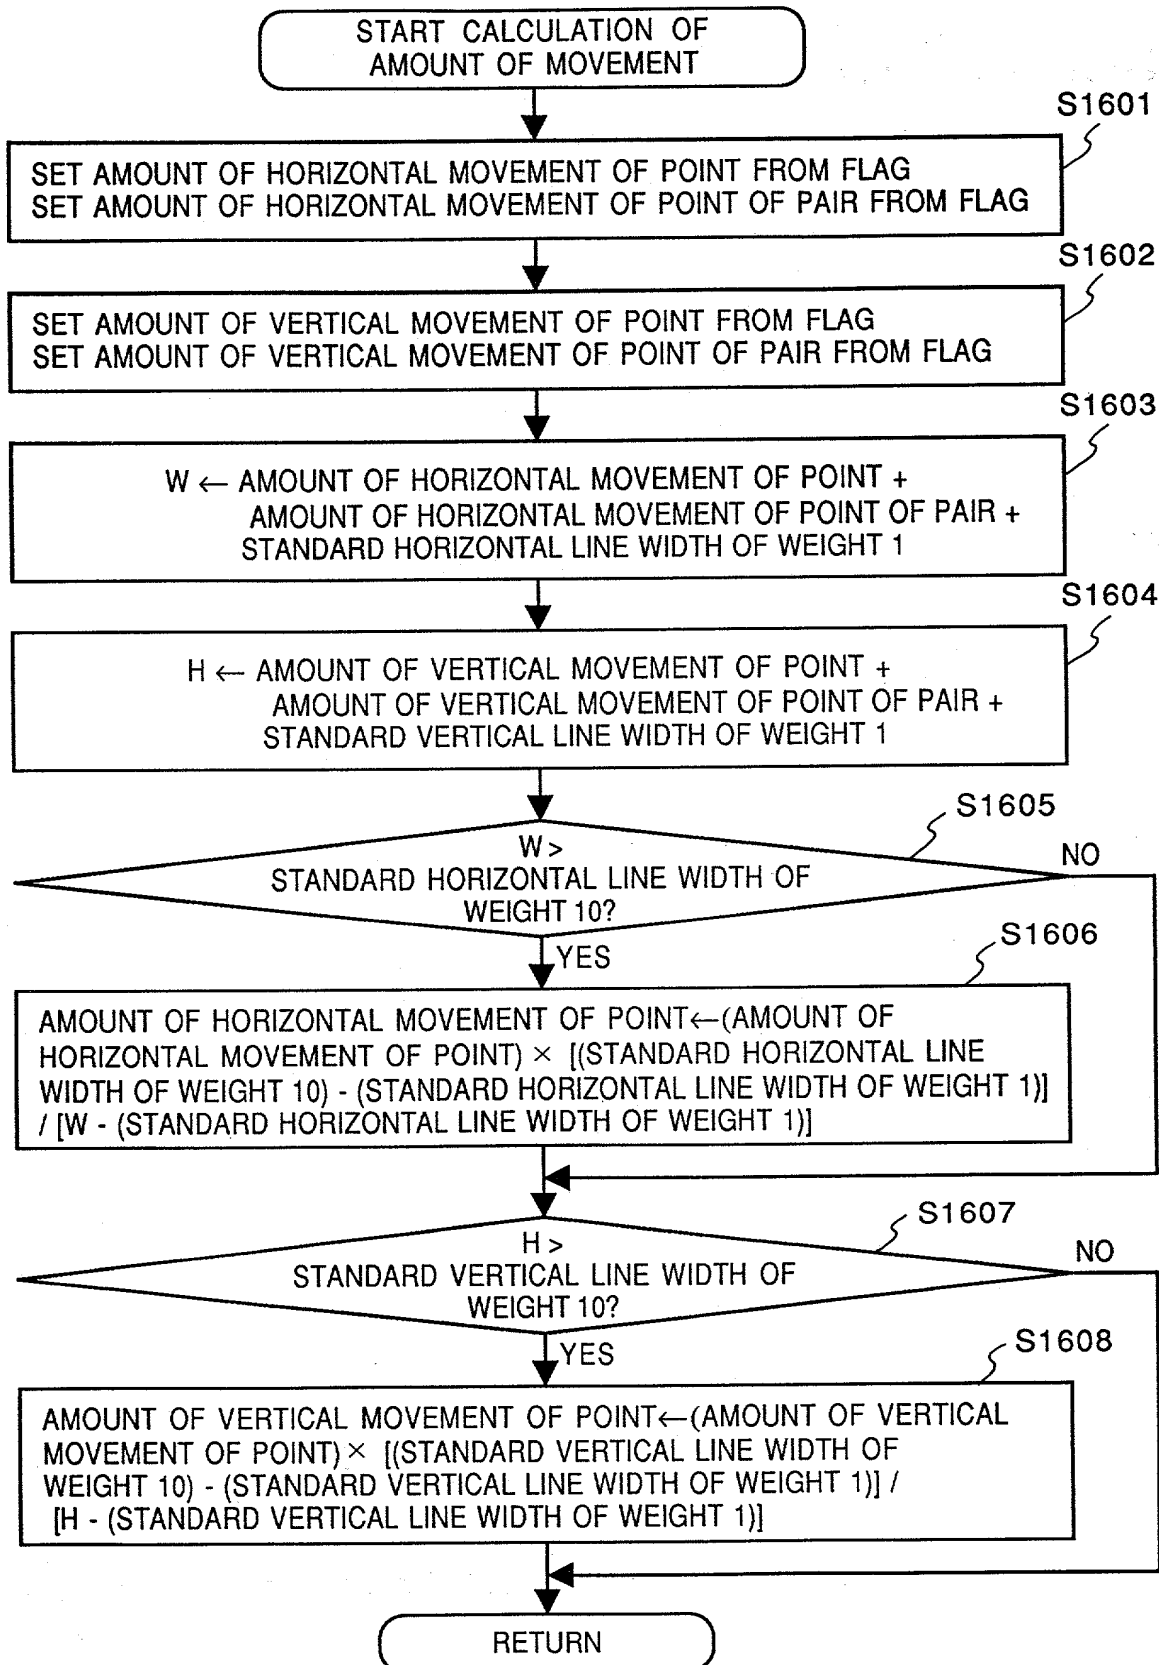 START CALCULATION OF
AMOUNT OF MOVEMENT
S1601
SET AMOUNT OF HORIZONTAL MOVEMENT OF POINT FROM FLAG
SET AMOUNT OF HORIZONTAL MOVEMENT OF POINT OF PAIR FROM FLAG
S1602
SET AMOUNT OF VERTICAL MOVEMENT OF POINT FROM FLAG
SET AMOUNT OF VERTICAL MOVEMENT OF POINT OF PAIR FROM FLAG
S1603
W ← AMOUNT OF HORIZONTAL MOVEMENT OF POINT +
AMOUNT OF HORIZONTAL MOVEMENT OF POINT OF PAIR +
STANDARD HORIZONTAL LINE WIDTH OF WEIGHT 1
S1604
H ← AMOUNT OF VERTICAL MOVEMENT OF POINT +
AMOUNT OF VERTICAL MOVEMENT OF POINT OF PAIR +
STANDARD VERTICAL LINE WIDTH OF WEIGHT 1
S1605
W >
STANDARD HORIZONTAL LINE WIDTH OF
WEIGHT 10?
NO
YES
S1606
AMOUNT OF HORIZONTAL MOVEMENT OF POINT←(AMOUNT OF
HORIZONTAL MOVEMENT OF POINT) × [(STANDARD HORIZONTAL LINE
WIDTH OF WEIGHT 10) - (STANDARD HORIZONTAL LINE WIDTH OF WEIGHT 1)]
/ [W - (STANDARD HORIZONTAL LINE WIDTH OF WEIGHT 1)]
S1607
H >
STANDARD VERTICAL LINE WIDTH OF
WEIGHT 10?
NO
YES
S1608
AMOUNT OF VERTICAL MOVEMENT OF POINT←(AMOUNT OF VERTICAL
MOVEMENT OF POINT) × [(STANDARD VERTICAL LINE WIDTH OF
WEIGHT 10) - (STANDARD VERTICAL LINE WIDTH OF WEIGHT 1)] /
[H - (STANDARD VERTICAL LINE WIDTH OF WEIGHT 1)]
RETURN